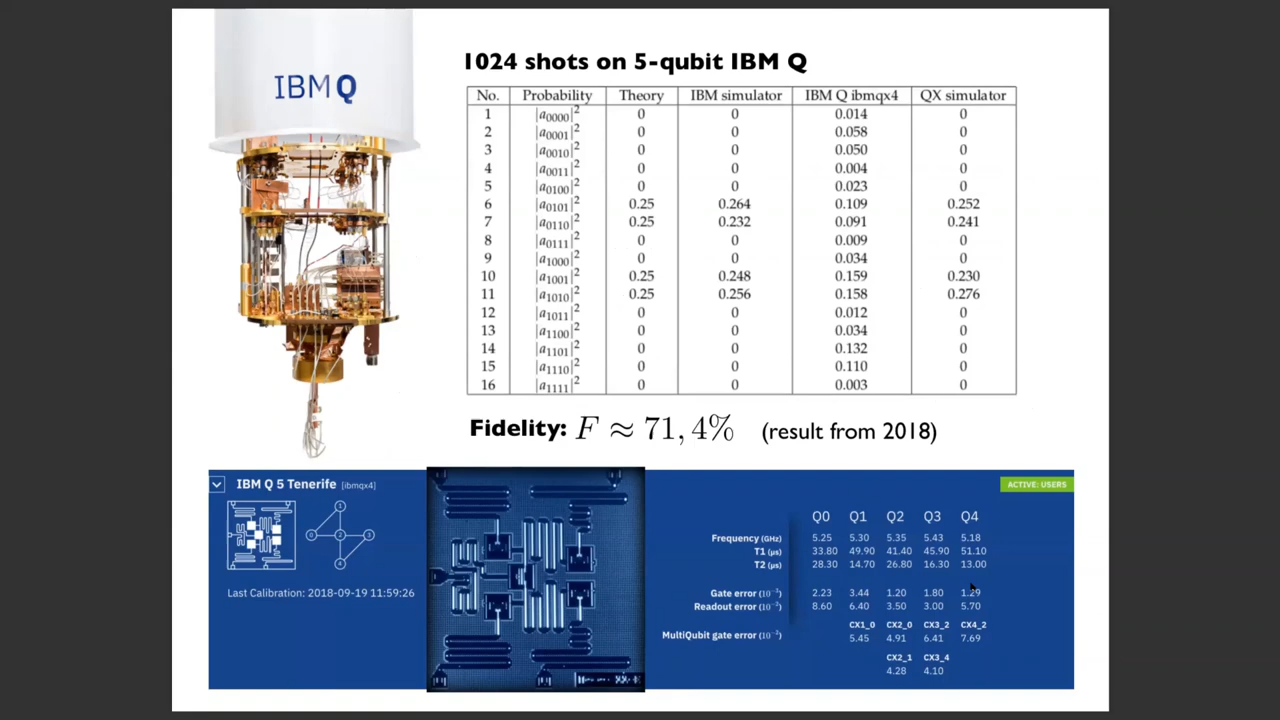 IBM Q
1024 shots on 5-qubit IBM Q
No. Probability Theory IBM simulator IBM Q ibmqx4 QX simulator
1 |a0000|² 0 0 0.014 0
2 |a0001|² 0 0 0.058 0
3 |a0010|² 0 0 0.050 0
4 |a0011|² 0 0 0.004 0
5 |a0100|² 0 0 0.023 0
6 |a0101|² 0.25 0.264 0.109 0.252
7 |a0110|² 0.25 0.232 0.091 0.241
8 |a0111|² 0 0 0.009 0
9 |a1000|² 0 0 0.034 0
10 |a1001|² 0.25 0.248 0.159 0.230
11 |a1010|² 0.25 0.256 0.158 0.276
12 |a1011|² 0 0 0.012 0
13 |a1100|² 0 0 0.034 0
14 |a1101|² 0 0 0.132 0
15 |a1110|² 0 0 0.110 0
16 |a1111|² 0 0 0.003 0
Fidelity: F ≈ 71,4% (result from 2018)
IBM Q 5 Tenerife [ibmqx4]
1
0 2 3
4
Last Calibration: 2018-09-19 11:59:26
ACTIVE: USERS
Q0 Q1 Q2 Q3 Q4
Frequency (GHz) 5.25 5.30 5.35 5.43 5.18
T1 (µs) 33.80 49.90 41.40 45.90 51.10
T2 (µs) 28.30 14.70 26.80 16.30 13.00
Gate error (10⁻³) 2.23 3.44 1.20 1.80 1.29
Readout error (10⁻²) 8.60 6.40 3.50 3.00 5.70
CX1_0 CX2_0 CX3_2 CX4_2
MultiQubit gate error (10⁻²) 5.45 4.91 6.41 7.69
CX2_1 CX3_4
4.28 4.10